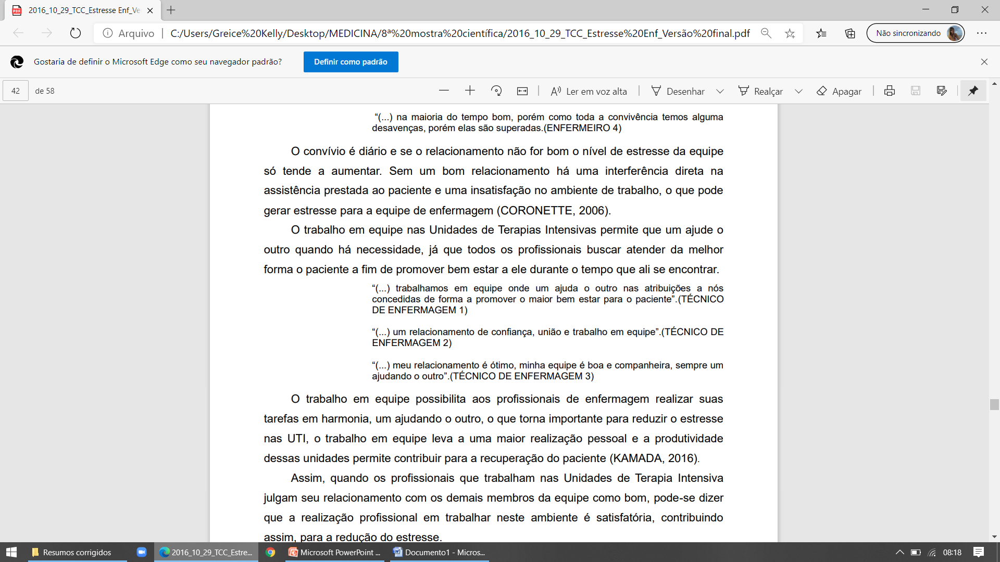 2016_10_29_TCC_Estresse Enf_Ve
Arquivo
C:/Users/Greice%20Kelly/Desktop/MEDICINA/8ª%20mostra%20científica/2016_10_29_TCC_Estresse%20Enf_Versão%20final.pdf
Não sincronizando
Gostaria de definir o Microsoft Edge como seu navegador padrão?
Definir como padrão
42
de 58
Ler em voz alta
Desenhar
Realçar
Apagar
“(...) na maioria do tempo bom, porém como toda a convivência temos alguma
desavenças, porém elas são superadas.(ENFERMEIRO 4)
O convívio é diário e se o relacionamento não for bom o nível de estresse da equipe
só tende a aumentar. Sem um bom relacionamento há uma interferência direta na
assistência prestada ao paciente e uma insatisfação no ambiente de trabalho, o que pode
gerar estresse para a equipe de enfermagem (CORONETTE, 2006).
O trabalho em equipe nas Unidades de Terapias Intensivas permite que um ajude o
outro quando há necessidade, já que todos os profissionais buscar atender da melhor
forma o paciente a fim de promover bem estar a ele durante o tempo que ali se encontrar.
“(...) trabalhamos em equipe onde um ajuda o outro nas atribuições a nós
concedidas de forma a promover o maior bem estar para o paciente”.(TÉCNICO
DE ENFERMAGEM 1)
“(...) um relacionamento de confiança, união e trabalho em equipe”.(TÉCNICO DE
ENFERMAGEM 2)
“(...) meu relacionamento é ótimo, minha equipe é boa e companheira, sempre um
ajudando o outro”.(TÉCNICO DE ENFERMAGEM 3)
O trabalho em equipe possibilita aos profissionais de enfermagem realizar suas
tarefas em harmonia, um ajudando o outro, o que torna importante para reduzir o estresse
nas UTI, o trabalho em equipe leva a uma maior realização pessoal e a produtividade
dessas unidades permite contribuir para a recuperação do paciente (KAMADA, 2016).
Assim, quando os profissionais que trabalham nas Unidades de Terapia Intensiva
julgam seu relacionamento com os demais membros da equipe como bom, pode-se dizer
que a realização profissional em trabalhar neste ambiente é satisfatória, contribuindo
assim, para a redução do estresse.
Resumos corrigidos
2016_10_29_TCC_Estre...
Microsoft PowerPoint ...
Documento1 - Micros...
08:18